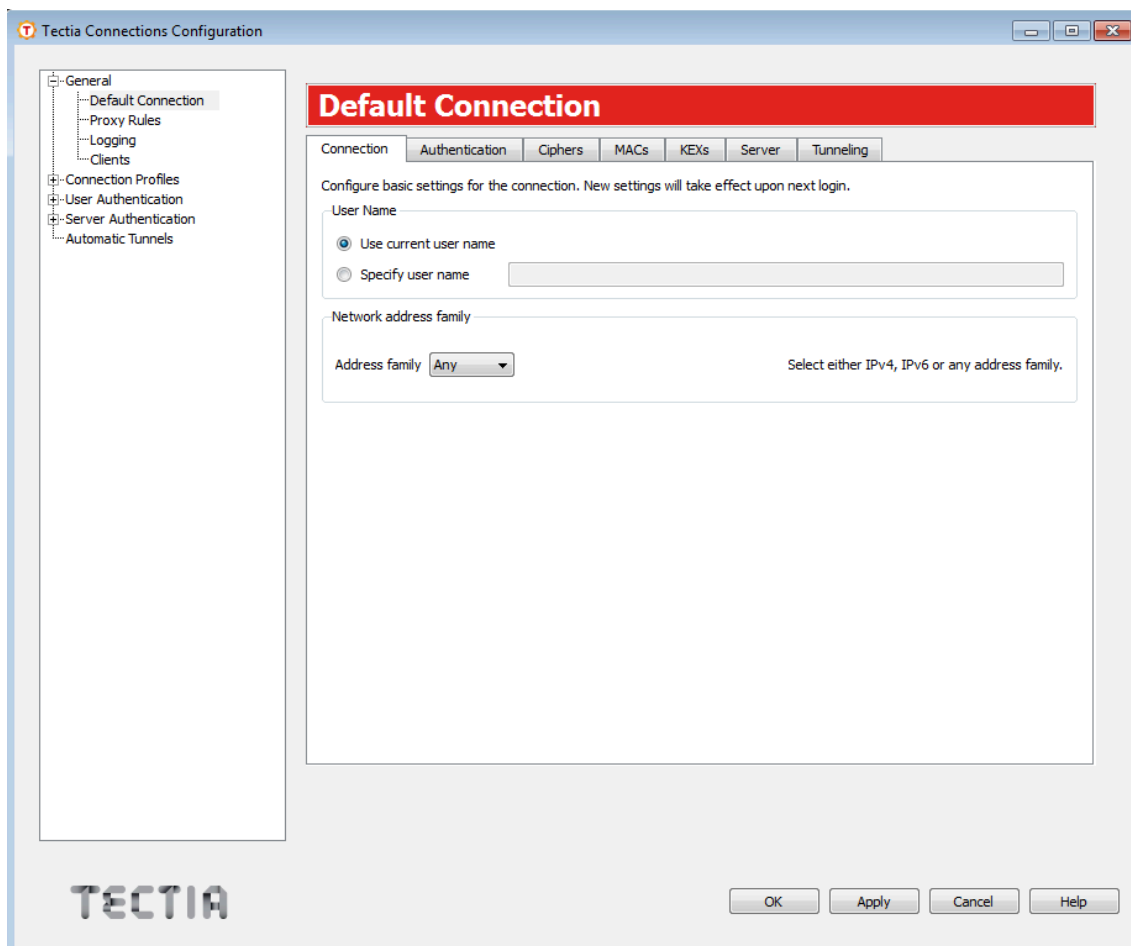 Tectia Connections Configuration
General
Default Connection
Proxy Rules
Logging
Clients
Connection Profiles
User Authentication
Server Authentication
Automatic Tunnels
Default Connection
Connection Authentication Ciphers MACs KEXs Server Tunneling
Configure basic settings for the connection. New settings will take effect upon next login.
User Name
Use current user name
Specify user name
Network address family
Address family Any Select either IPv4, IPv6 or any address family.
TECTIA
OK Apply Cancel Help